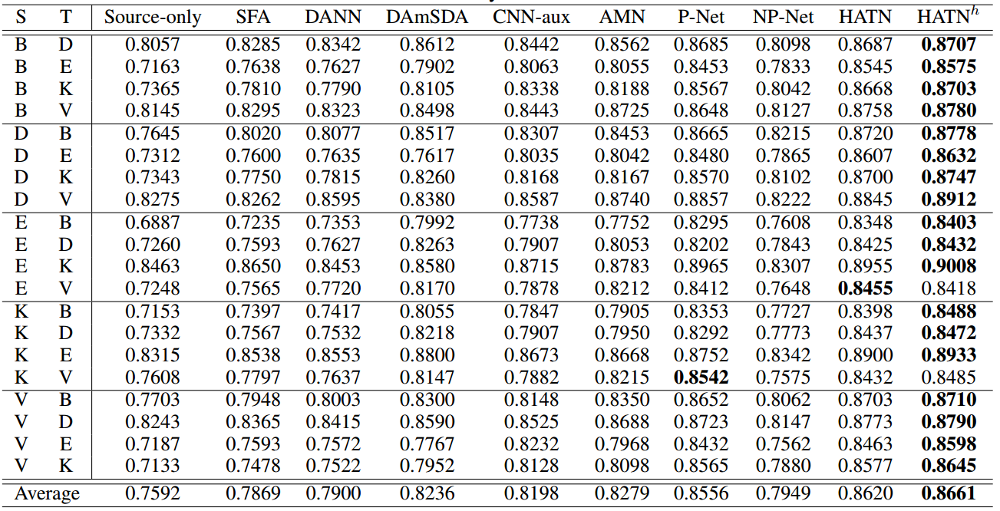 S T Source-only SFA DANN DAmSDA CNN-aux AMN P-Net NP-Net HATN HATNʰ
B D 0.8057 0.8285 0.8342 0.8612 0.8442 0.8562 0.8685 0.8098 0.8687 0.8707
B E 0.7163 0.7638 0.7627 0.7902 0.8063 0.8055 0.8453 0.7833 0.8545 0.8575
B K 0.7365 0.7810 0.7790 0.8105 0.8338 0.8188 0.8567 0.8042 0.8668 0.8703
B V 0.8145 0.8295 0.8323 0.8498 0.8443 0.8725 0.8648 0.8127 0.8758 0.8780
D B 0.7645 0.8020 0.8077 0.8517 0.8307 0.8453 0.8665 0.8215 0.8720 0.8778
D E 0.7312 0.7600 0.7635 0.7617 0.8035 0.8042 0.8480 0.7865 0.8607 0.8632
D K 0.7343 0.7750 0.7815 0.8260 0.8168 0.8167 0.8570 0.8102 0.8700 0.8747
D V 0.8275 0.8262 0.8595 0.8380 0.8587 0.8740 0.8857 0.8222 0.8845 0.8912
E B 0.6887 0.7235 0.7353 0.7992 0.7738 0.7752 0.8295 0.7608 0.8348 0.8403
E D 0.7260 0.7593 0.7627 0.8263 0.7907 0.8053 0.8202 0.7843 0.8425 0.8432
E K 0.8463 0.8650 0.8453 0.8580 0.8715 0.8783 0.8965 0.8307 0.8955 0.9008
E V 0.7248 0.7565 0.7720 0.8170 0.7878 0.8212 0.8412 0.7648 0.8455 0.8418
K B 0.7153 0.7397 0.7417 0.8055 0.7847 0.7905 0.8353 0.7727 0.8398 0.8488
K D 0.7332 0.7567 0.7532 0.8218 0.7907 0.7950 0.8292 0.7773 0.8437 0.8472
K E 0.8315 0.8538 0.8553 0.8800 0.8673 0.8668 0.8752 0.8342 0.8900 0.8933
K V 0.7608 0.7797 0.7637 0.8147 0.7882 0.8215 0.8542 0.7575 0.8432 0.8485
V B 0.7703 0.7948 0.8003 0.8300 0.8148 0.8350 0.8652 0.8062 0.8703 0.8710
V D 0.8243 0.8365 0.8415 0.8590 0.8525 0.8688 0.8723 0.8147 0.8773 0.8790
V E 0.7187 0.7593 0.7572 0.7767 0.8232 0.7968 0.8432 0.7562 0.8463 0.8598
V K 0.7133 0.7478 0.7522 0.7952 0.8128 0.8098 0.8565 0.7880 0.8577 0.8645
Average 0.7592 0.7869 0.7900 0.8236 0.8198 0.8279 0.8556 0.7949 0.8620 0.8661